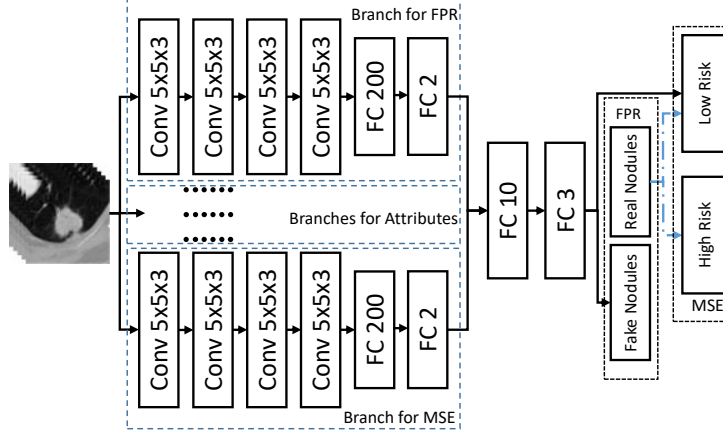 Branch for FPR
Conv 5x5x3
Conv 5x5x3
Conv 5x5x3
Conv 5x5x3
FC 200
FC 2
Branches for Attributes
Conv 5x5x3
Conv 5x5x3
Conv 5x5x3
Conv 5x5x3
FC 200
FC 2
Branch for MSE
FC 10
FC 3
FPR
Real Nodules
Fake Nodules
Low Risk
High Risk
MSE